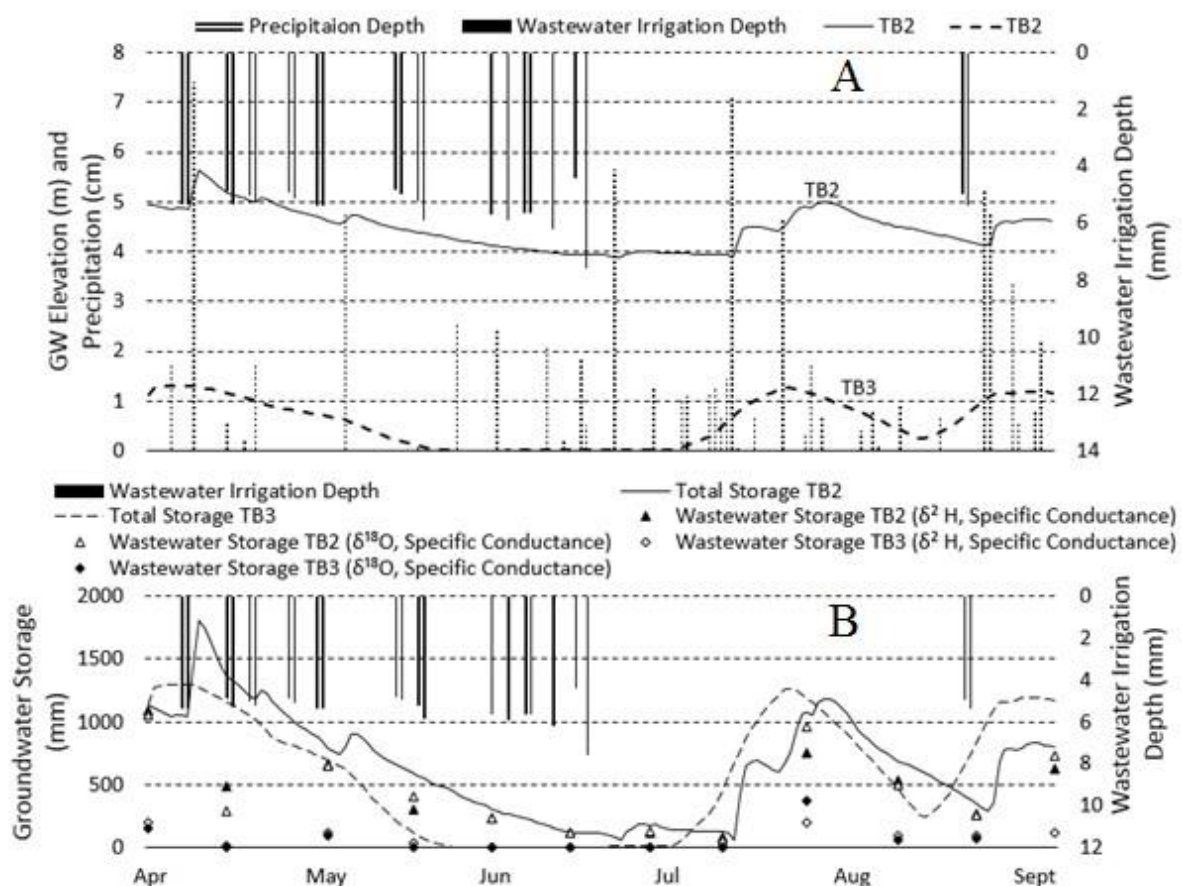 Precipitaion Depth Wastewater Irrigation Depth TB2 TB2
8 0
A
7 2
6 4
TB2
5 6
4 8
3
10
2
TB3 12
1
0 14
GW Elevation (m) and
Precipitation (cm)
Wastewater Irrigation Depth
(mm)
Wastewater Irrigation Depth Total Storage TB2
Total Storage TB3 Wastewater Storage TB2 (δ² H, Specific Conductance)
Wastewater Storage TB2 (δ¹⁸O, Specific Conductance) Wastewater Storage TB3 (δ² H, Specific Conductance)
Wastewater Storage TB3 (δ¹⁸O, Specific Conductance)
2000 0
B
2
1500 4
1000 6
8
500
10
0 12
Groundwater Storage
(mm)
Wastewater Irrigation
Depth (mm)
Apr May Jun Jul Aug Sept